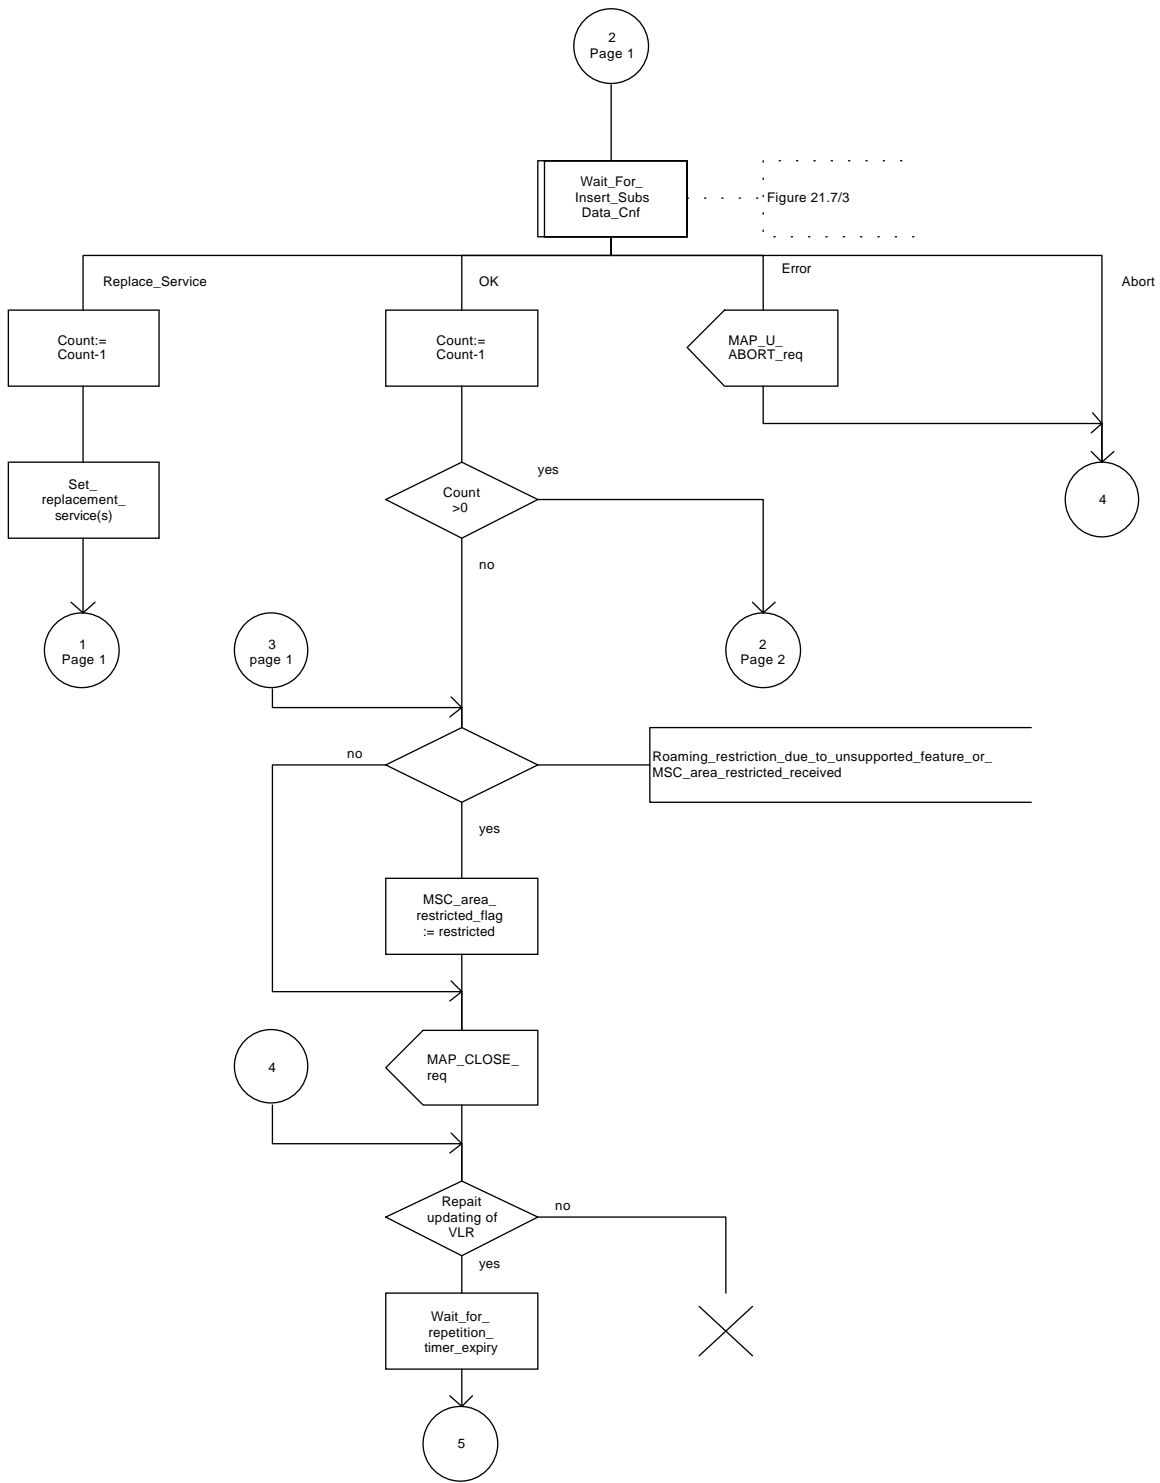 2
Page 1
Wait_For_
Insert_Subs
Data_Cnf
Figure 21.7/3
Replace_Service
OK
Error
Abort
Count:=
Count-1
Count:=
Count-1
MAP_U_
ABORT_req
Set_
replacement_
service(s)
Count
>0
yes
4
no
1
Page 1
3
page 1
2
Page 2
no
Roaming_restriction_due_to_unsupported_feature_or_
MSC_area_restricted_received
yes
MSC_area_
restricted_flag
:= restricted
4
MAP_CLOSE_
req
Repait
updating of
VLR
no
yes
Wait_for_
repetition_
timer_expiry
5